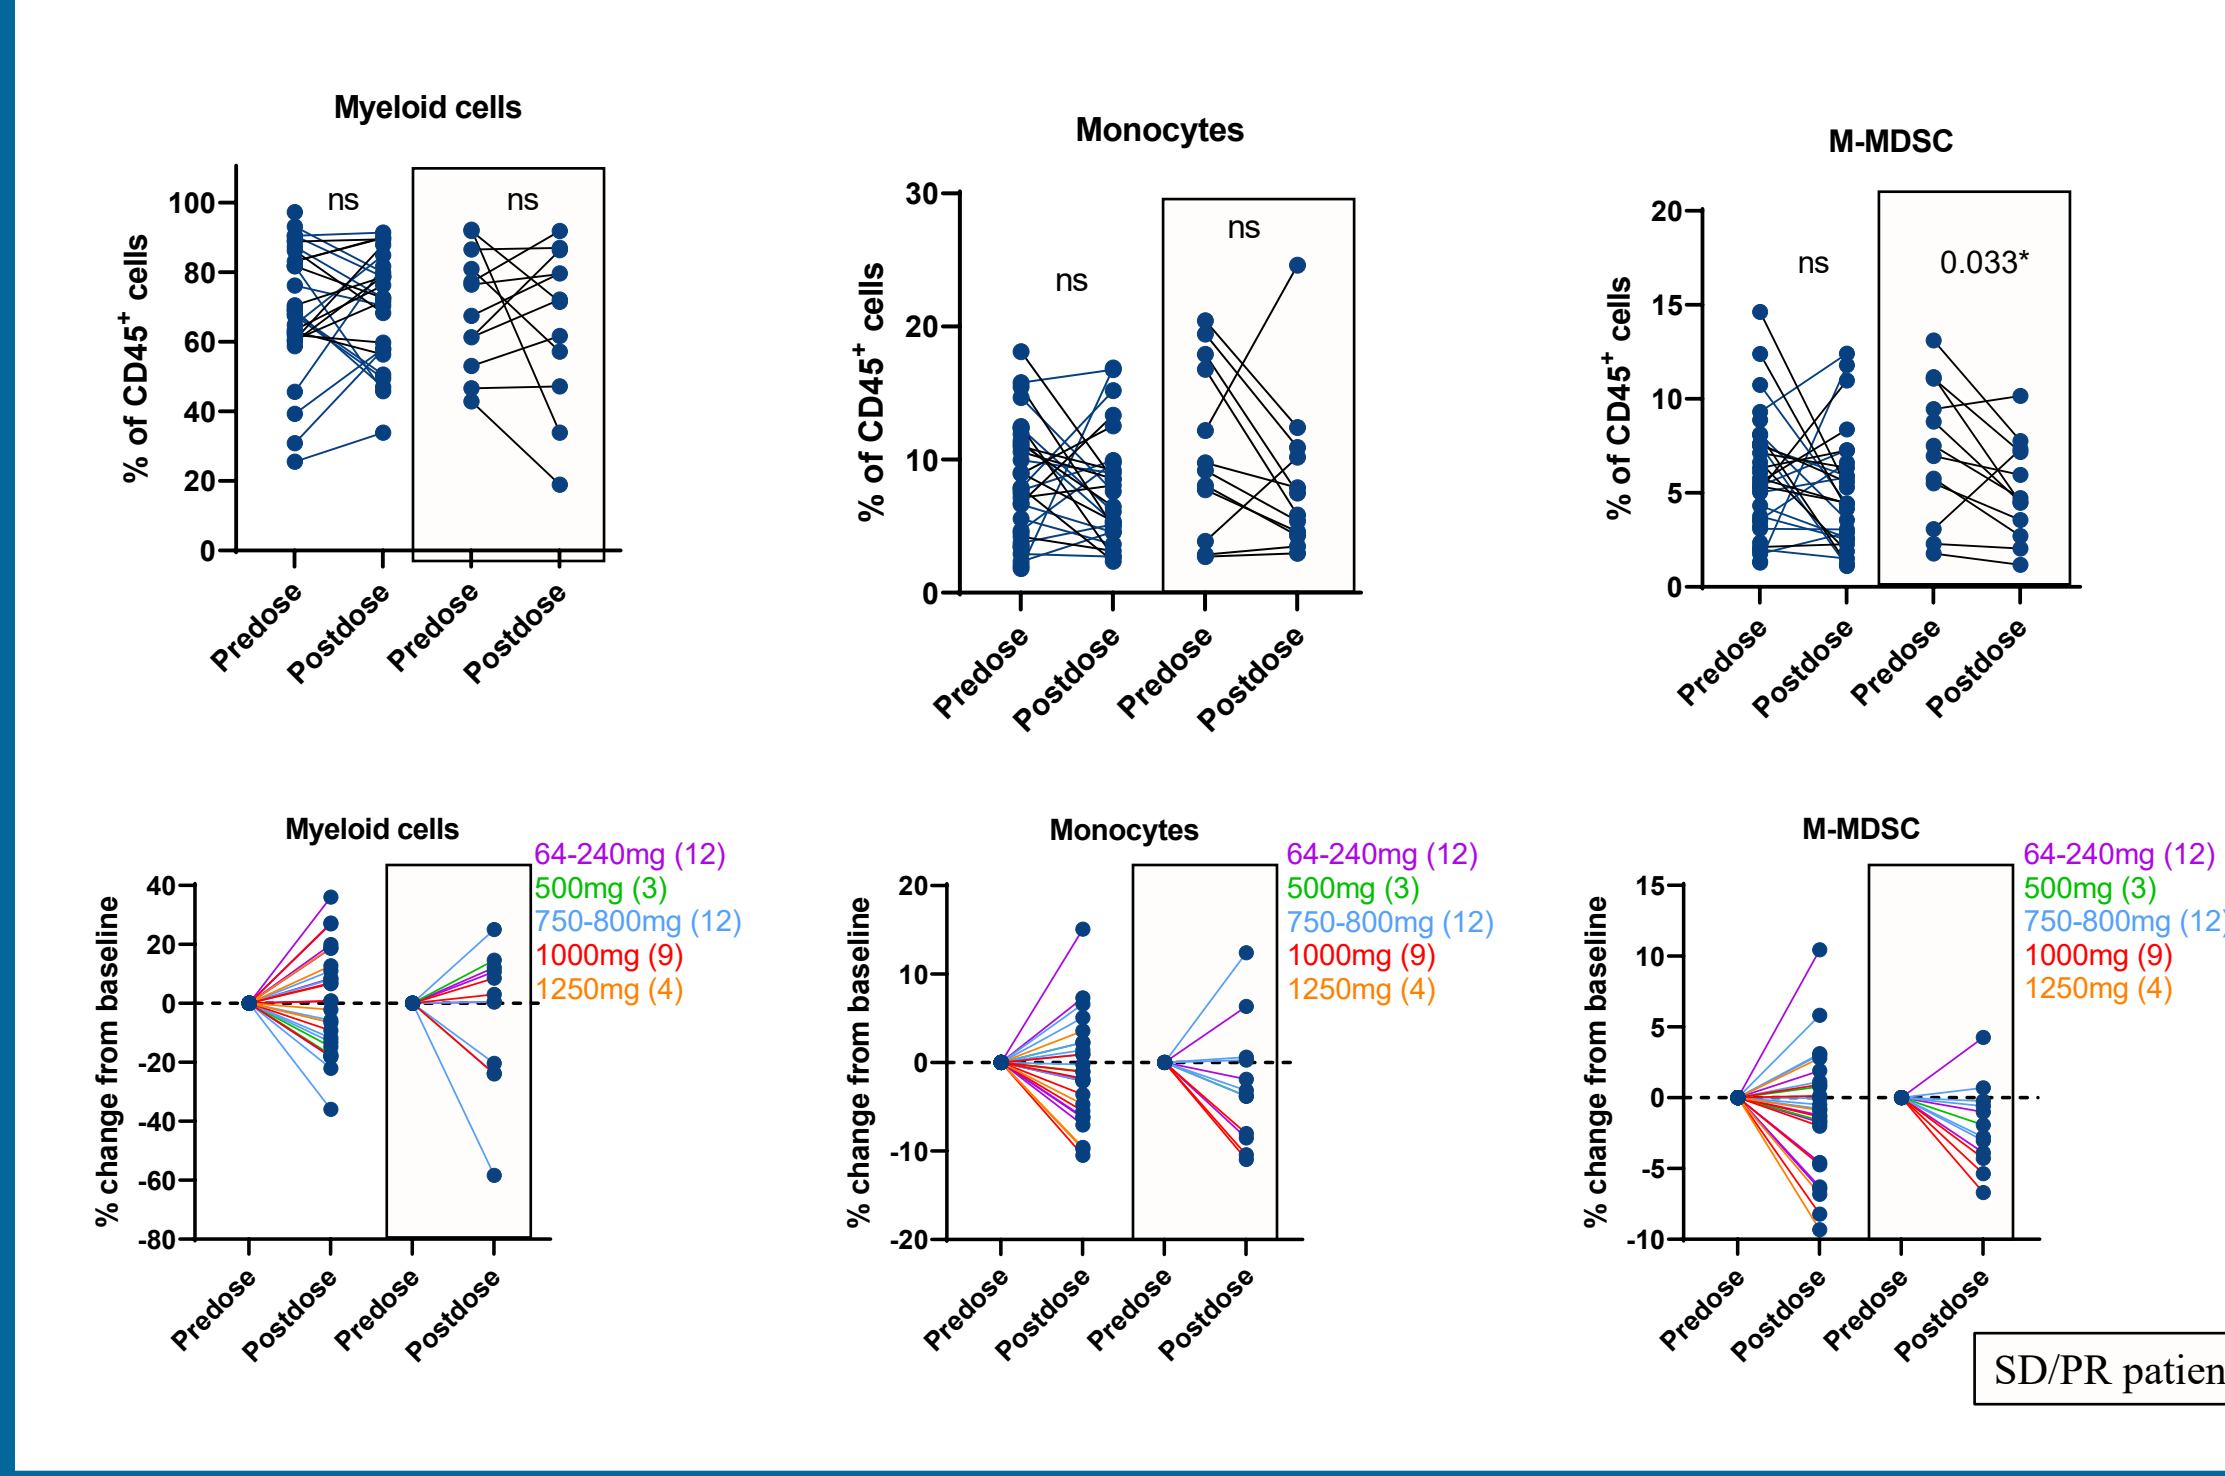 Myeloid cells
% of CD45+ cells
100
80
60
40
20
0
ns
ns
Predose
Postdose
Predose
Postdose
Monocytes
% of CD45+ cells
30
20
10
0
ns
ns
Predose
Postdose
Predose
Postdose
M-MDSC
% of CD45+ cells
20
15
10
5
0
ns
0.033*
Predose
Postdose
Predose
Postdose
Myeloid cells
% change from baseline
40
20
0
-20
-40
-60
-80
64-240mg (12)
500mg (3)
750-800mg (12)
1000mg (9)
1250mg (4)
Predose
Postdose
Predose
Postdose
Monocytes
% change from baseline
20
10
0
-10
-20
64-240mg (12)
500mg (3)
750-800mg (12)
1000mg (9)
1250mg (4)
Predose
Postdose
Predose
Postdose
M-MDSC
% change from baseline
15
10
5
0
-5
-10
64-240mg (12)
500mg (3)
750-800mg (12)
1000mg (9)
1250mg (4)
Predose
Postdose
Predose
Postdose
SD/PR patien